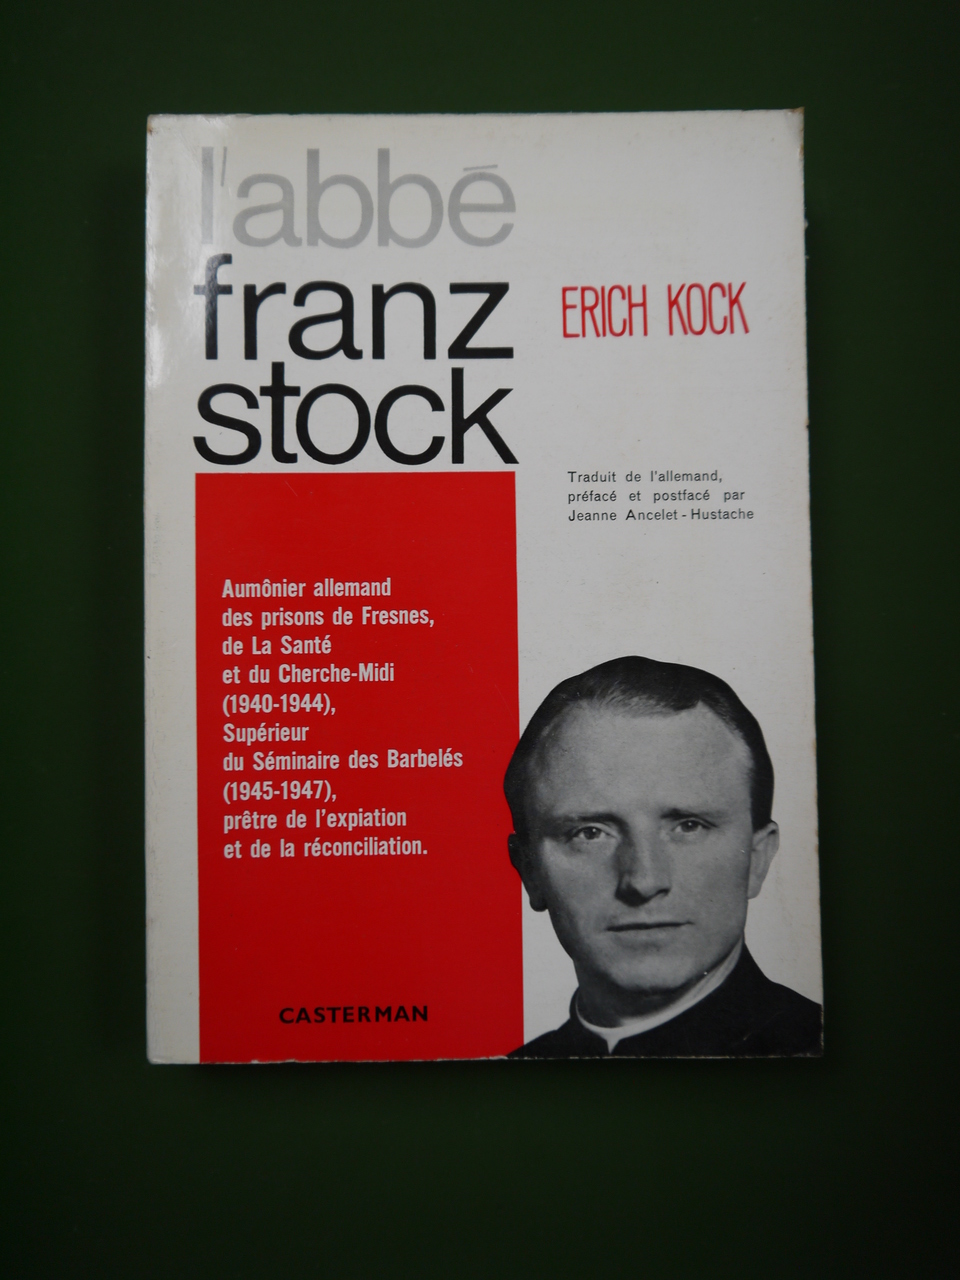 l'abbé
franz
stock
ERICH KOCK
Traduit de l'allemand,
préfacé et postfacé par
Jeanne Ancelet-Hustache
Aumônier allemand
des prisons de Fresnes,
de La Santé
et du Cherche-Midi
(1940-1944),
Supérieur
du Séminaire des Barbelés
(1945-1947),
prêtre de l'expiation
et de la réconciliation.
CASTERMAN